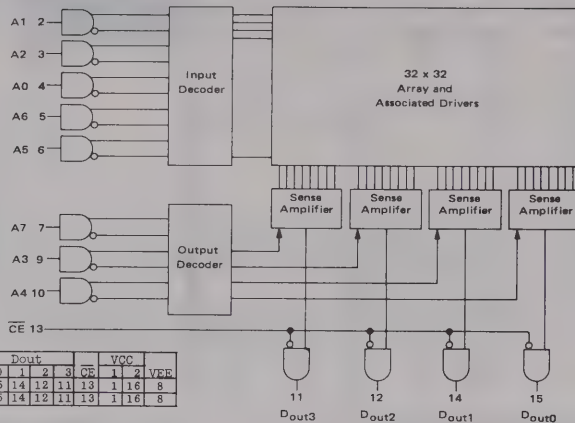 A1 2
A2 3
A0 4
A6 5
A5 6
Input
Decoder
32 x 32
Array and
Associated Drivers
Sense
Amplifier
Sense
Amplifer
Sense
Amplifier
Sense
Amplifier
A7 7
A3 9
A4 10
Output
Decoder
CE 13
Dout CE VCC VEE
1 2 3 1 2
14 12 11 13 1 16 8
14 12 11 13 1 16 8
11 12 14 15
Dout3 Dout2 Dout1 Dout0